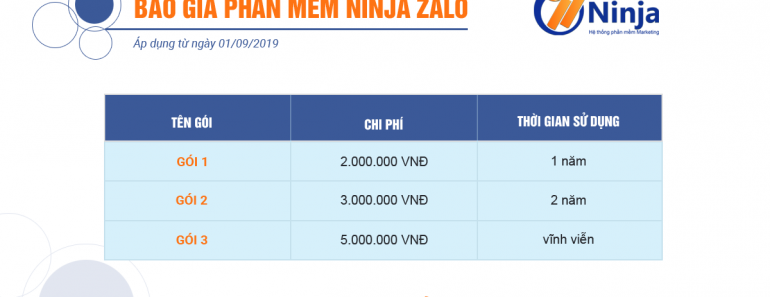 BÁO GIÁ PHẦN MỀM NINJA ZALO
Áp dụng từ ngày 01/09/2019
Ninja
Hệ thống phần mềm Marketing
TÊN GÓI CHI PHÍ THỜI GIAN SỬ DỤNG
GÓI 1 2.000.000 VNĐ 1 năm
GÓI 2 3.000.000 VNĐ 2 năm
GÓI 3 5.000.000 VNĐ vĩnh viễn